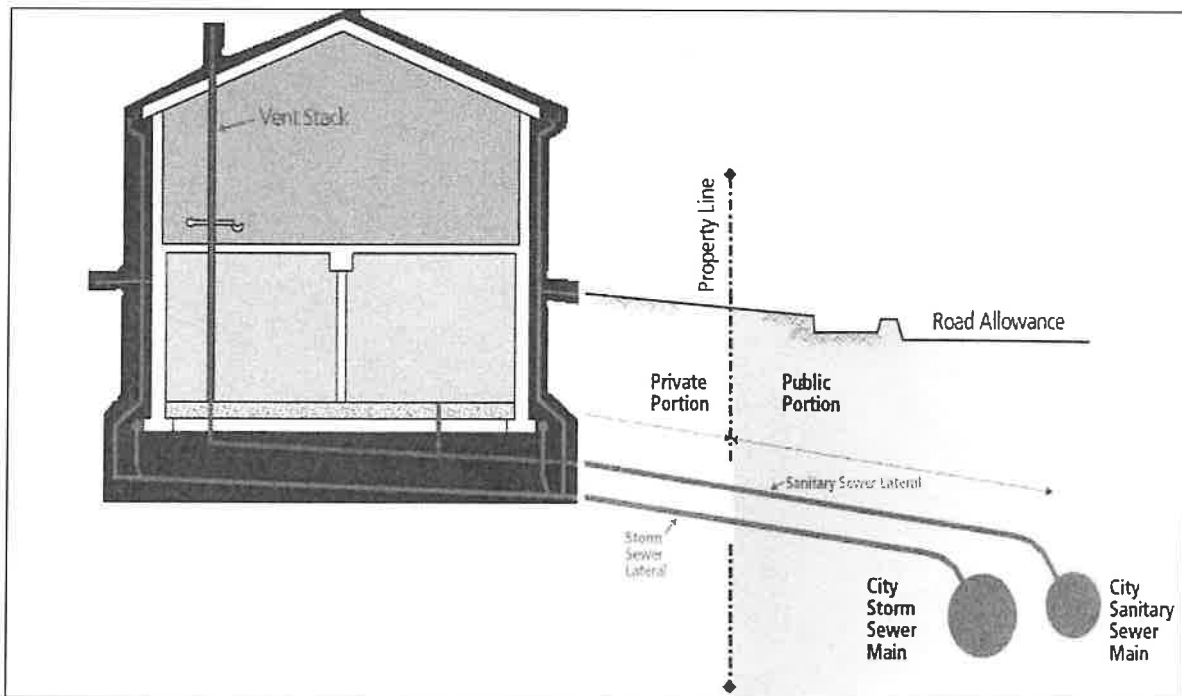 Vent Stack
Property Line
Road Allowance
Private
Portion
Public
Portion
Sanitary Sewer Lateral
Storm
Sewer
Lateral
City
Storm
Sewer
Main
City
Sanitary
Sewer
Main